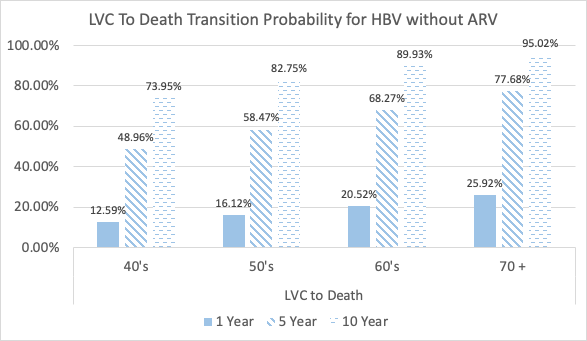 LVC To Death Transition Probability for HBV without ARV
100.00%
80.00%
60.00%
40.00%
20.00%
0.00%
12.59%
48.96%
73.95%
16.12%
58.47%
82.75%
20.52%
68.27%
89.93%
25.92%
77.68%
95.02%
40's
50's
60's
70 +
LVC to Death
1 Year
5 Year
10 Year